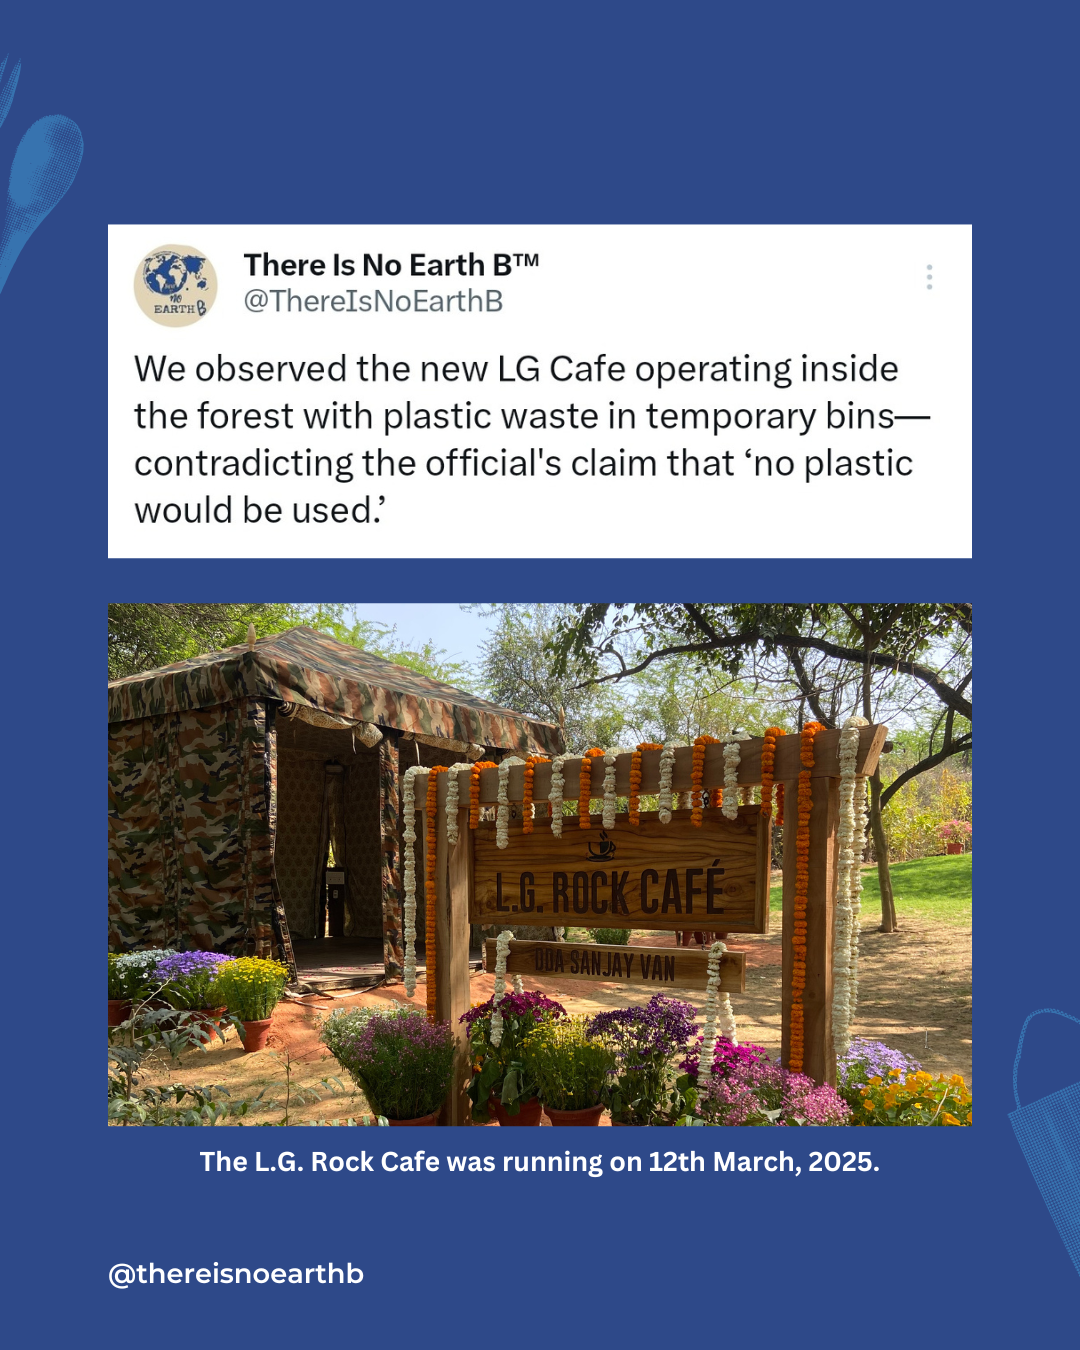 There Is No Earth B™
@ThereIsNoEarthB
no
EARTH B
We observed the new LG Cafe operating inside
the forest with plastic waste in temporary bins—
contradicting the official's claim that ‘no plastic
would be used.’
L.G. ROCK CAFÉ
DDA SANJAY VAN
The L.G. Rock Cafe was running on 12th March, 2025.
@thereisnoearthb